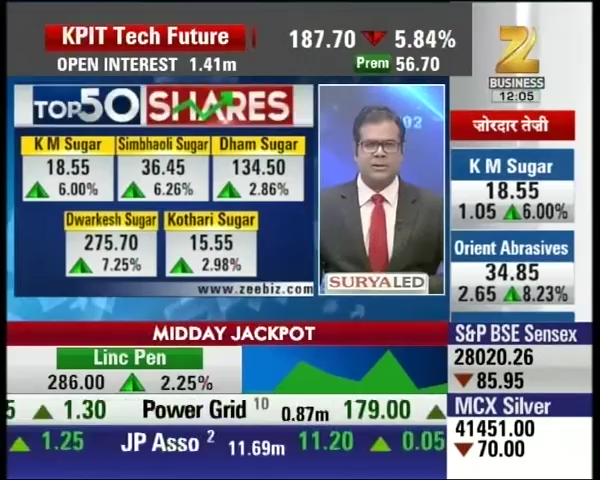 KPIT Tech Future
187.70 5.84%
OPEN INTEREST 1.41m
Prem 56.70
Z
BUSINESS
12:05
TOP 50 SHARES
02
K M Sugar
18.55
6.00%
Simbhaoli Sugar
36.45
6.26%
Dham Sugar
134.50
2.86%
Dwarkesh Sugar
275.70
7.25%
Kothari Sugar
15.55
2.98%
www.zeebiz.com
SURYA LED
ज़ोरदार तेजी
K M Sugar
18.55
1.05 6.00%
Orient Abrasives
34.85
2.65 8.23%
MIDDAY JACKPOT
Linc Pen
286.00 2.25%
S&P BSE Sensex
28020.26
85.95
MCX Silver
41451.00
70.00
5 1.30 Power Grid 10 0.87m 179.00
1.25 JP Asso 2 11.69m 11.20 0.05